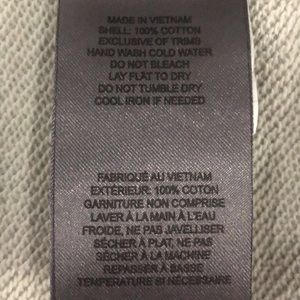 MADE IN VIETNAM
SHELL: 100% COTTON
EXCLUSIVE OF TRIMS
HAND WASH COLD WATER
DO NOT BLEACH
LAY FLAT TO DRY
DO NOT TUMBLE DRY
COOL IRON IF NEEDED
FABRIQUÉ AU VIETNAM
EXTÉRIEUR: 100% COTON
GARNITURE NON COMPRISE
LAVER À LA MAIN À L'EAU
FROIDE, NE PAS JAVELLISER
SÉCHER À PLAT, NE PAS
SÉCHER À LA MACHINE
REPASSER À BASSE
TEMPÉRATURE SI NÉCESSAIRE